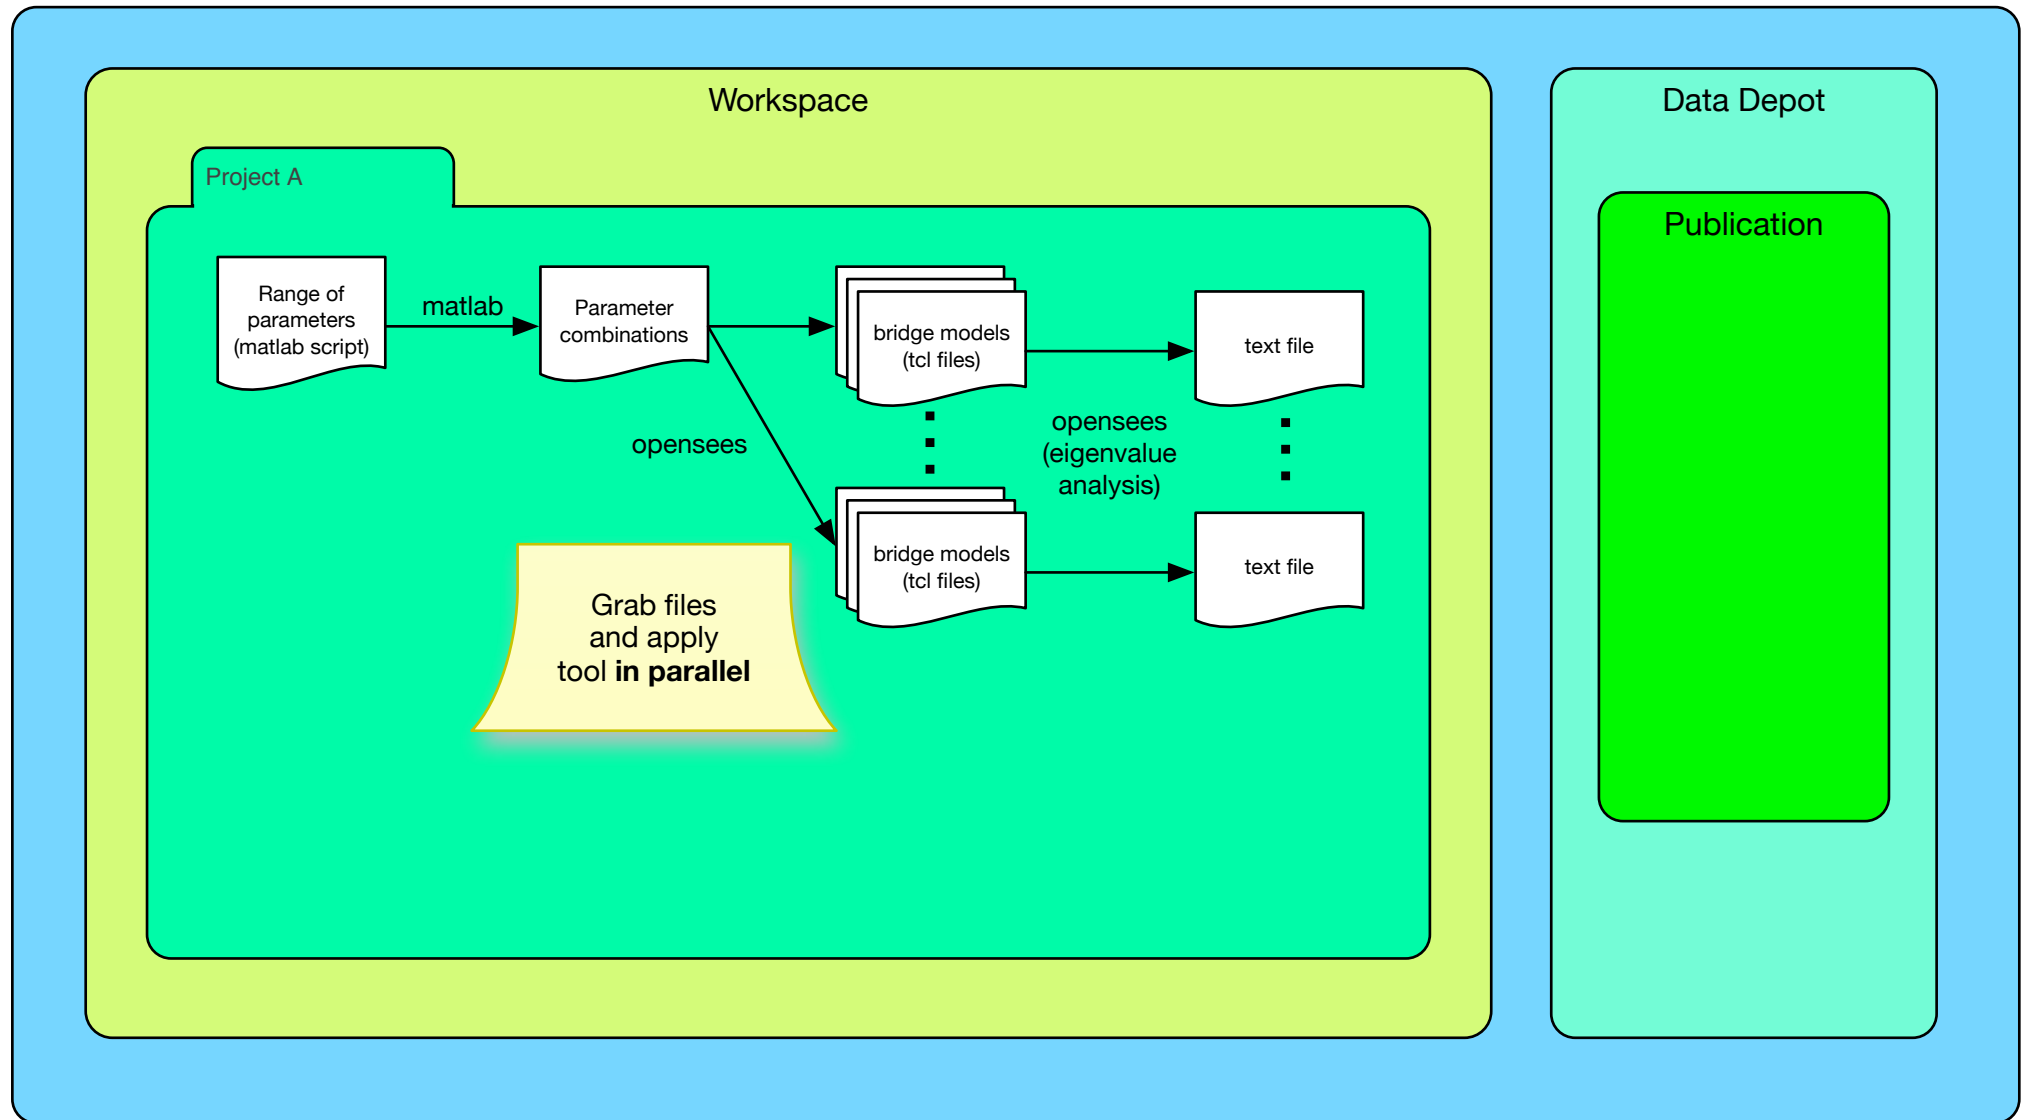 Workspace
Data Depot
Project A
Publication
Range of
parameters
(matlab script)
matlab
Parameter
combinations
bridge models
(tcl files)
text file
opensees
opensees
(eigenvalue
analysis)
bridge models
(tcl files)
text file
Grab files
and apply
tool in parallel